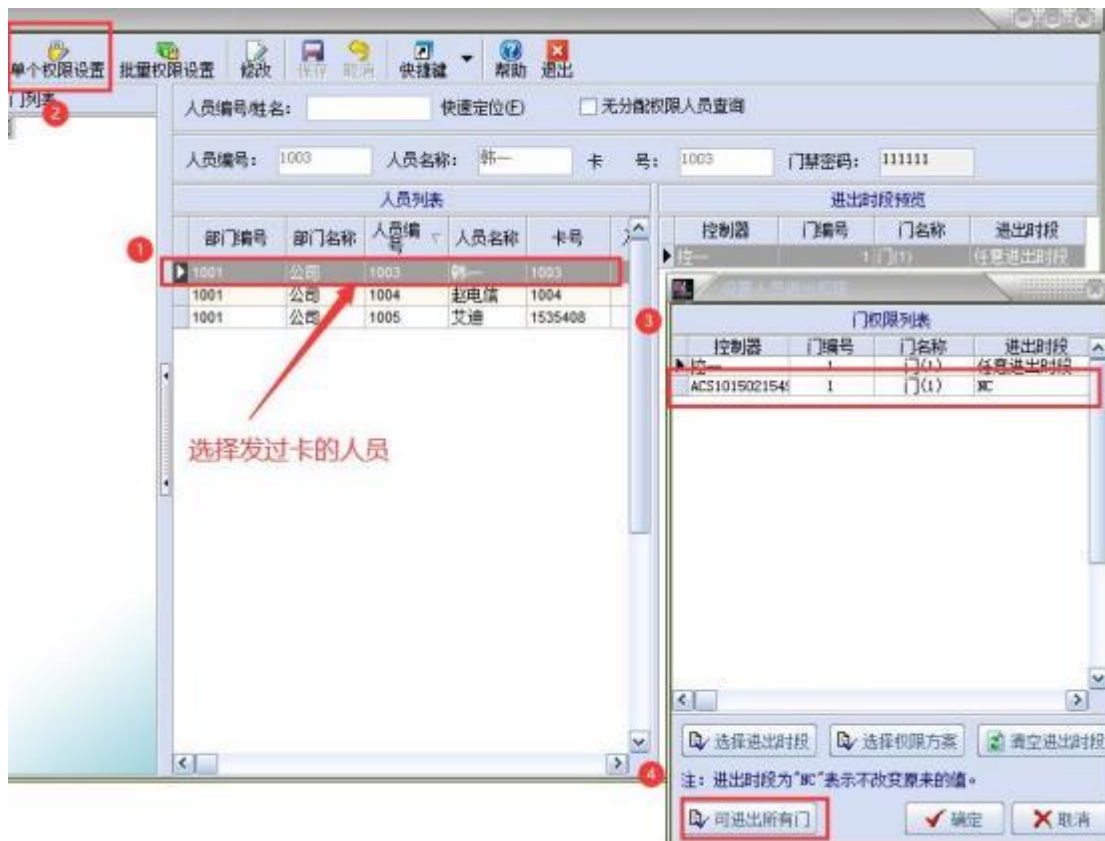 单个权限设置 批量权限设置 修改 保存 取消 快捷键 帮助 退出
门列表
2
人员编号/姓名: 快速定位(F) 无分配权限人员查询
人员编号: 1003 人员名称: 韩一 卡 号: 1003 门禁密码: 111111
人员列表
进出时段预览
1
部门编号 部门名称 人员编号 人员名称 卡号
控制器 门编号 门名称 进出时段
1001 公司 1003 韩一 1003
控一 1 门(1) 任意进出时段
1001 公司 1004 赵电信 1004
1001 公司 1005 艾迪 1535408
3
门权限列表
控制器 门编号 门名称 进出时段
控一 1 门(1) 任意进出时段
ACS1015021549 1 门(1) NC
选择发过卡的人员
选择进出时段 选择权限方案 清空进出时段
4
注: 进出时段为"NC"表示不改变原来的值。
可进出所有门 确定 取消